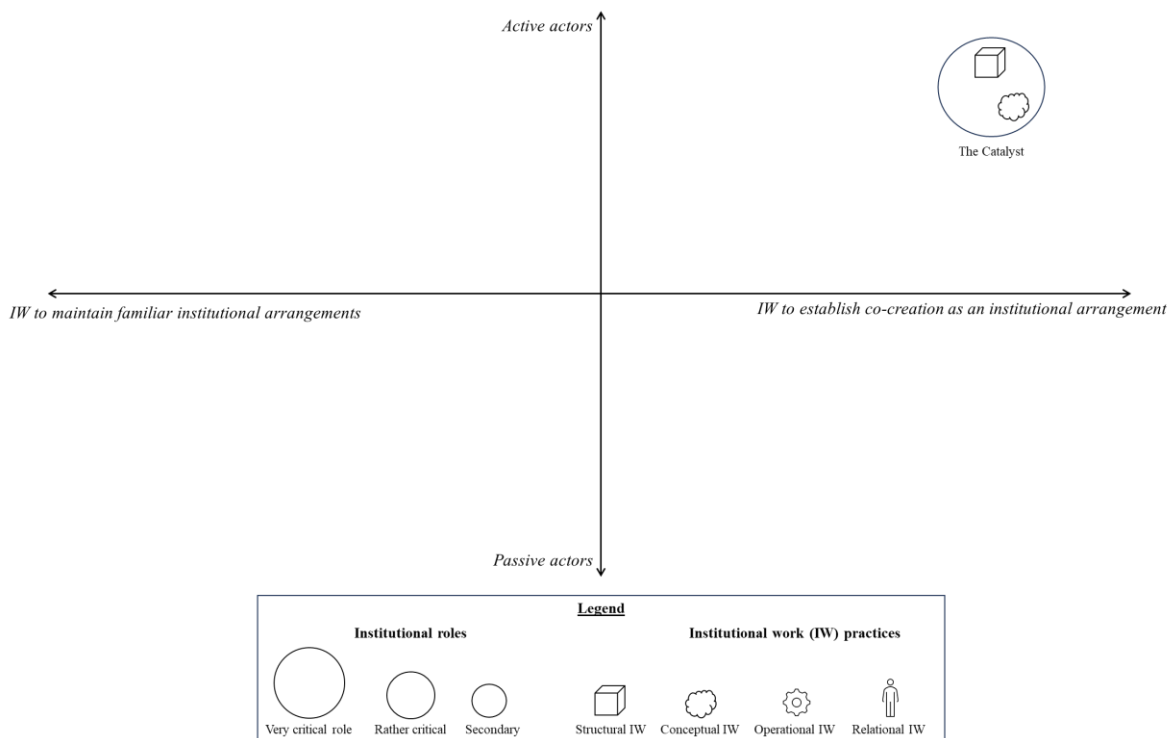 Active actors
The Catalyst
IW to maintain familiar institutional arrangements
IW to establish co-creation as an institutional arrangement
Passive actors
Legend
Institutional roles
Institutional work (IW) practices
Very critical role
Rather critical
Secondary
Structural IW
Conceptual IW
Operational IW
Relational IW